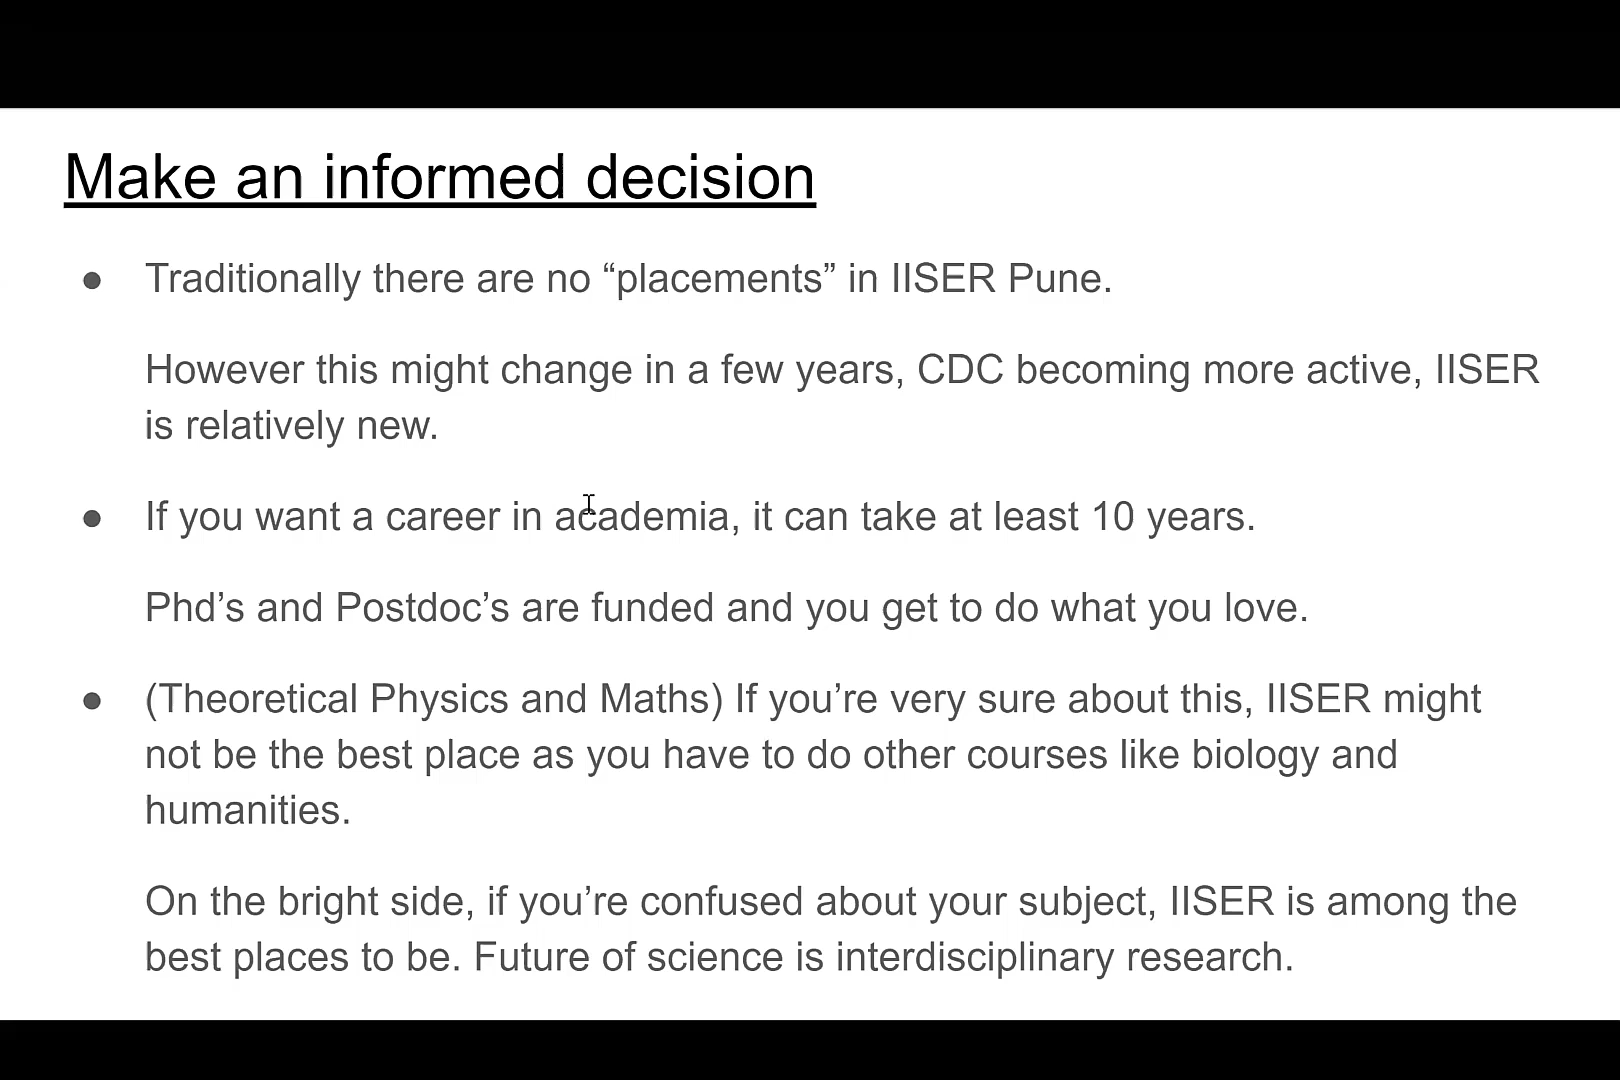 Make an informed decision
● Traditionally there are no “placements” in IISER Pune.
However this might change in a few years, CDC becoming more active, IISER
is relatively new.
● If you want a career in academia, it can take at least 10 years.
Phd’s and Postdoc’s are funded and you get to do what you love.
● (Theoretical Physics and Maths) If you’re very sure about this, IISER might
not be the best place as you have to do other courses like biology and
humanities.
On the bright side, if you’re confused about your subject, IISER is among the
best places to be. Future of science is interdisciplinary research.